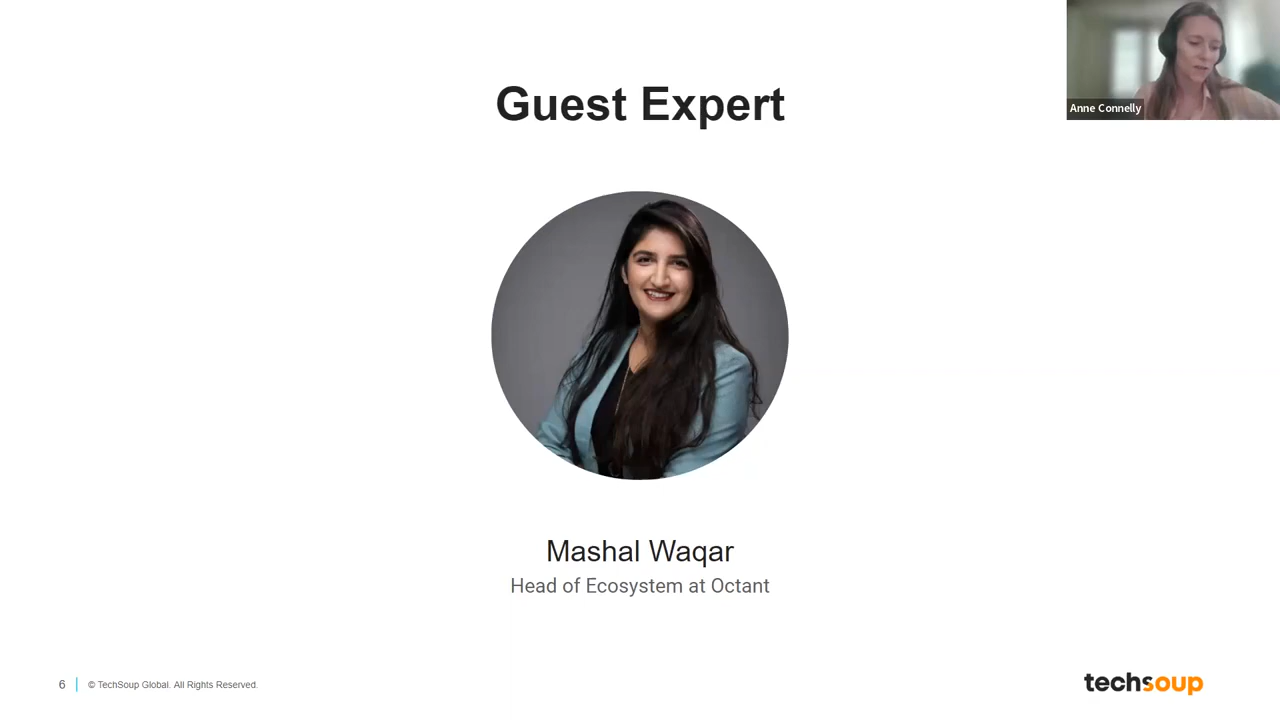 Guest Expert
Anne Connelly
Mashal Waqar
Head of Ecosystem at Octant
6
© TechSoup Global. All Rights Reserved.
techsoup